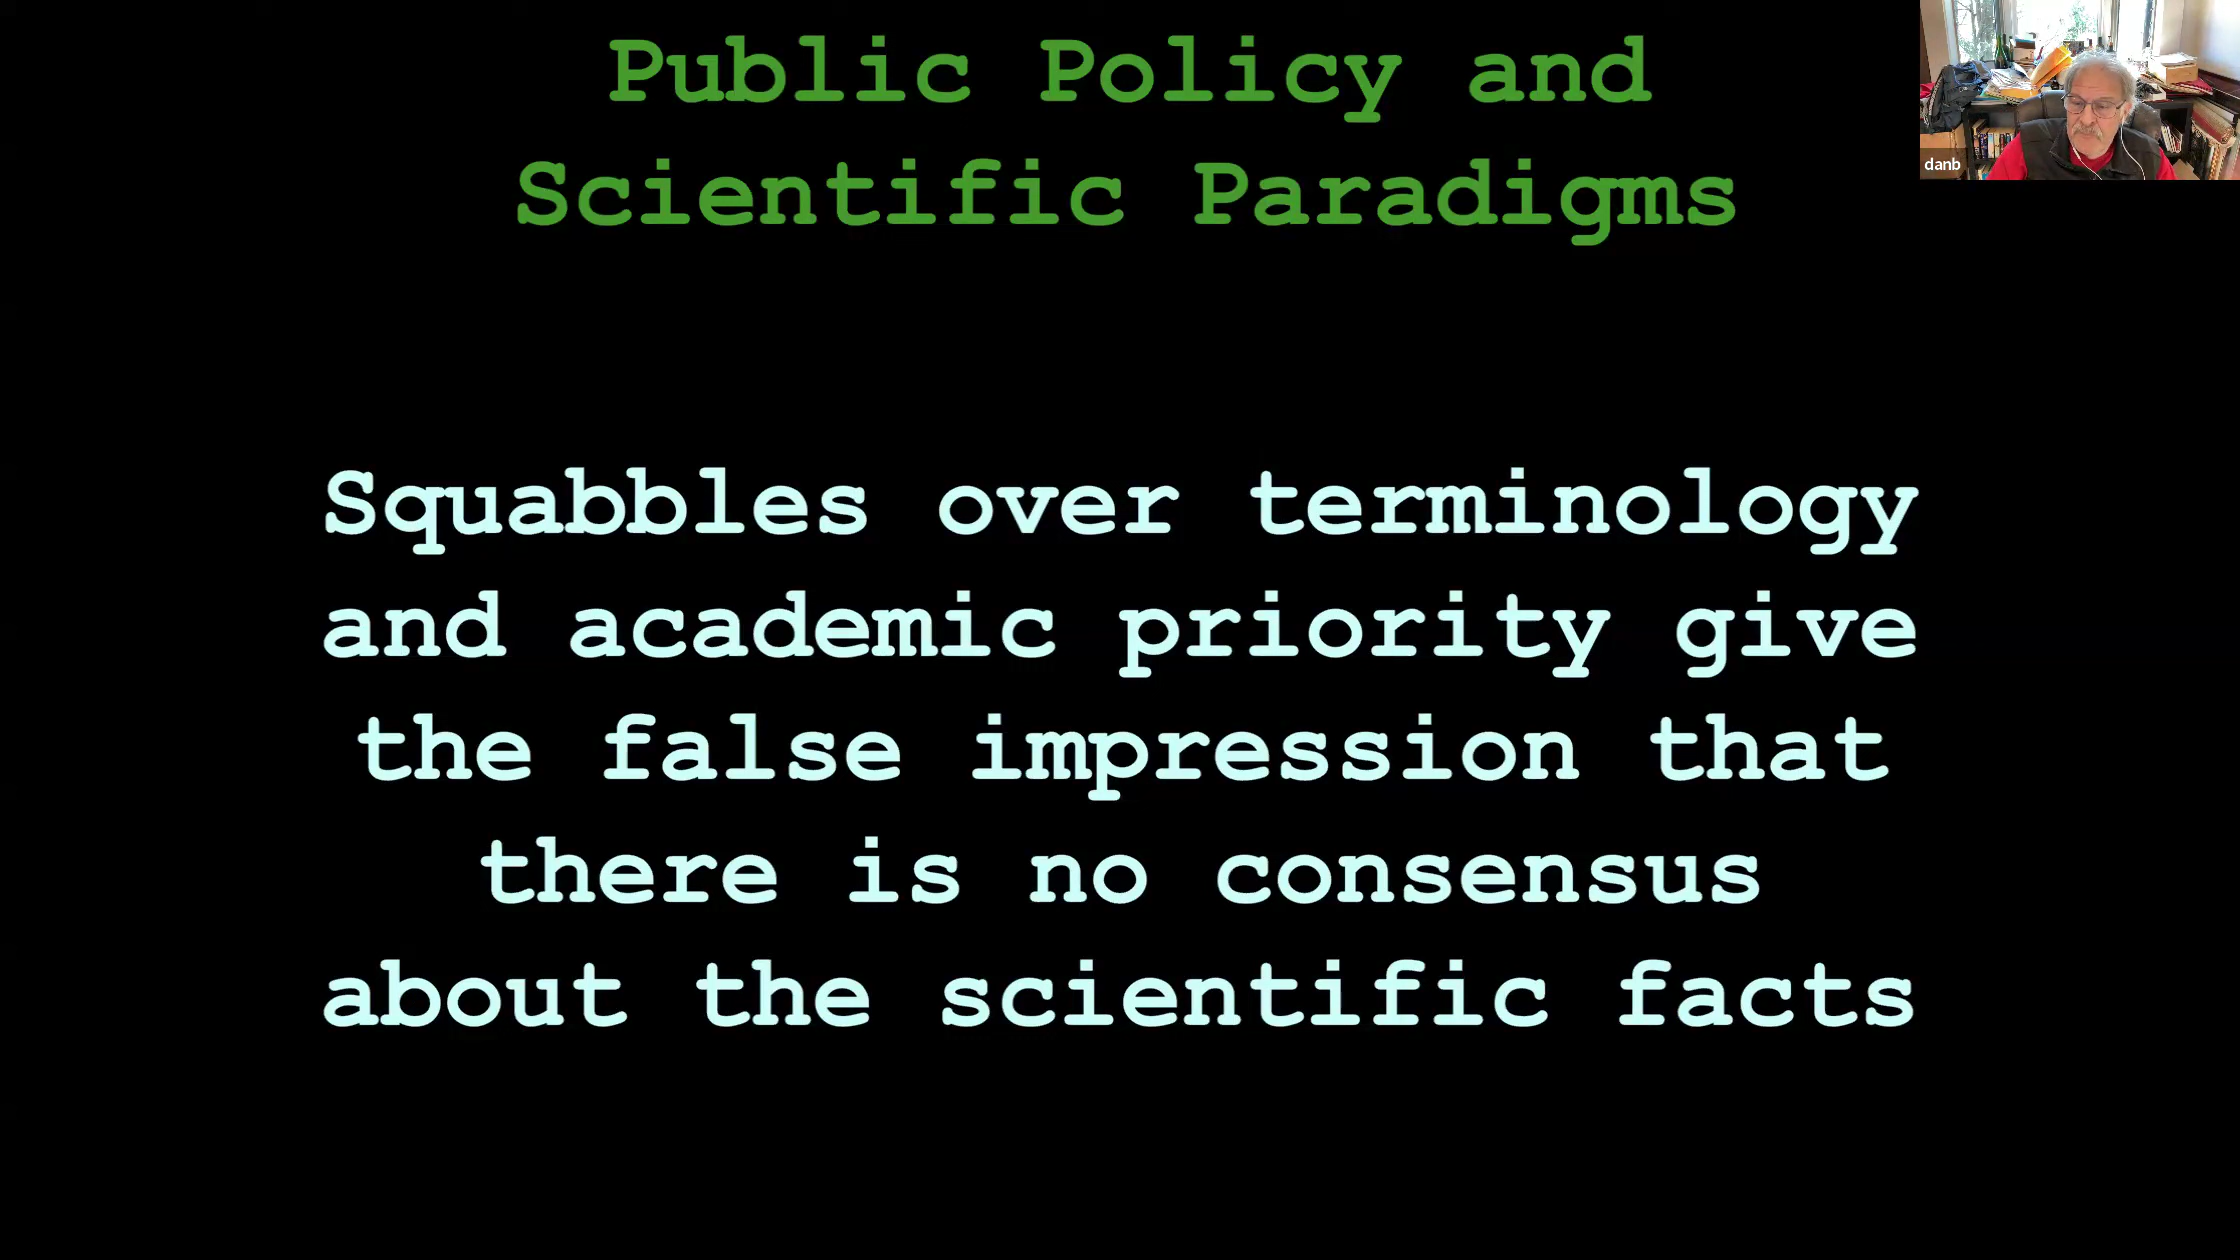 Public Policy and
Scientific Paradigms
danb
Squabbles over terminology
and academic priority give
the false impression that
there is no consensus
about the scientific facts